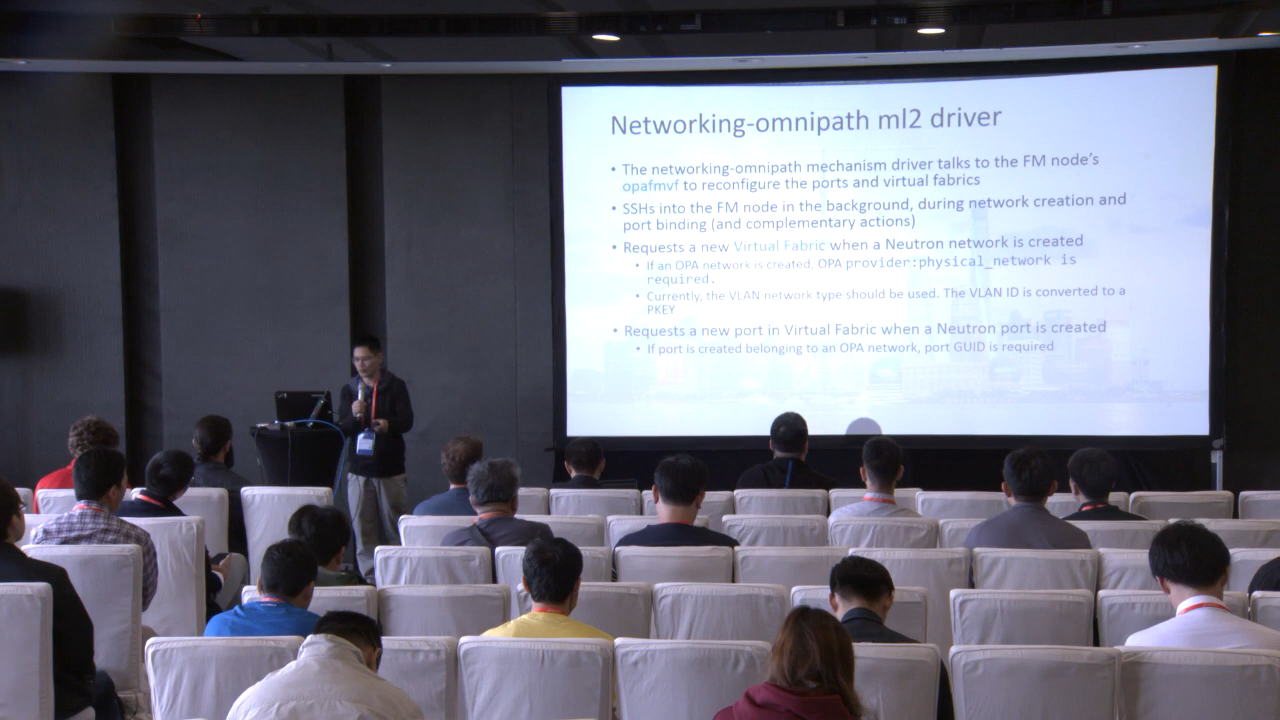 Networking-omnipath ml2 driver
• The networking-omnipath mechanism driver talks to the FM node's
opafmvf to reconfigure the ports and virtual fabrics
• SSHs into the FM node in the background, during network creation and
port binding (and complementary actions)
• Requests a new Virtual Fabric when a Neutron network is created
• If an OPA network is created, OPA provider:physical_network is
required.
• Currently, the VLAN network type should be used. The VLAN ID is converted to a
PKEY
• Requests a new port in Virtual Fabric when a Neutron port is created
• If port is created belonging to an OPA network, port GUID is required